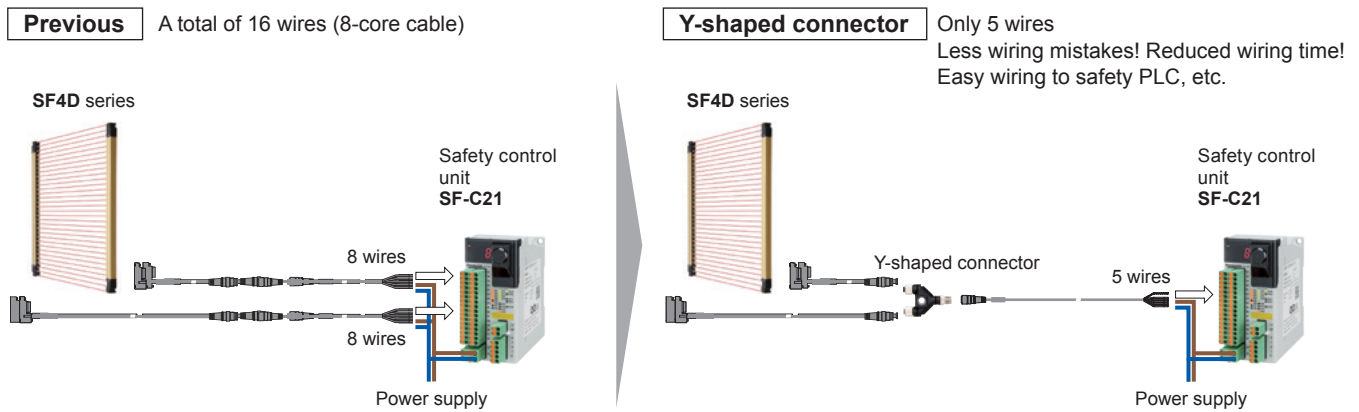 Previous
A total of 16 wires (8-core cable)
SF4D series
Safety control
unit
SF-C21
8 wires
8 wires
Power supply
Y-shaped connector
Only 5 wires
Less wiring mistakes! Reduced wiring time!
Easy wiring to safety PLC, etc.
SF4D series
Safety control
unit
SF-C21
Y-shaped connector
5 wires
Power supply